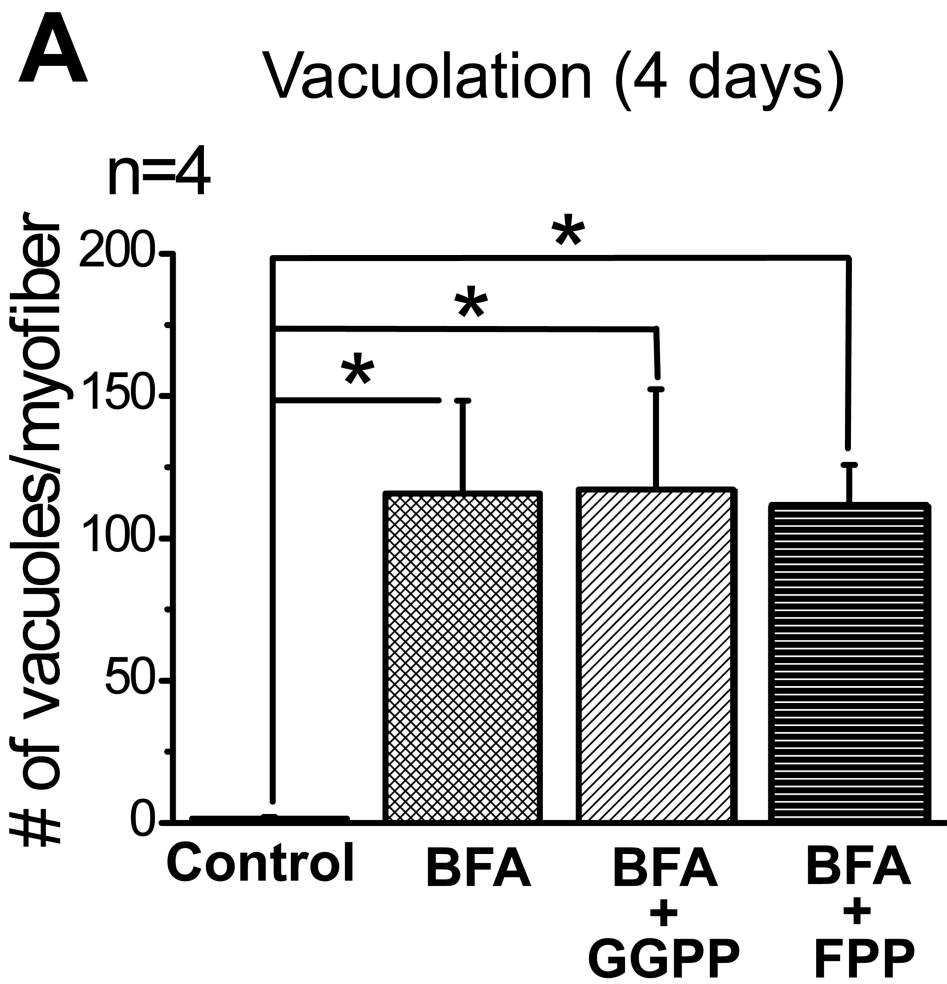 A
Vacuolation (4 days)
n=4
# of vacuoles/myofiber
200
150
100
50
0
*
*
*
Control
BFA
BFA
+
GGPP
BFA
+
FPP